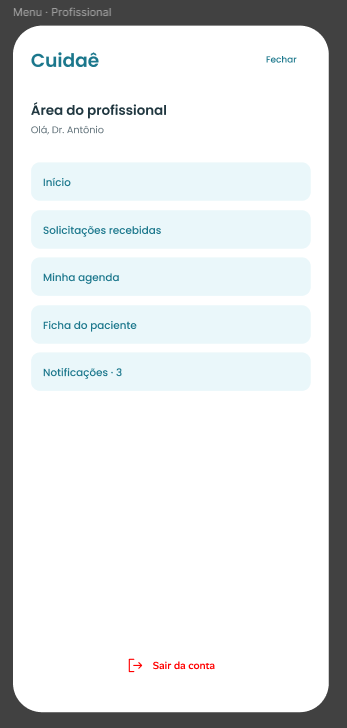 Menu · Profissional
Cuidaê
Fechar
Área do profissional
Olá, Dr. Antônio
Início
Solicitações recebidas
Minha agenda
Ficha do paciente
Notificações · 3
Sair da conta